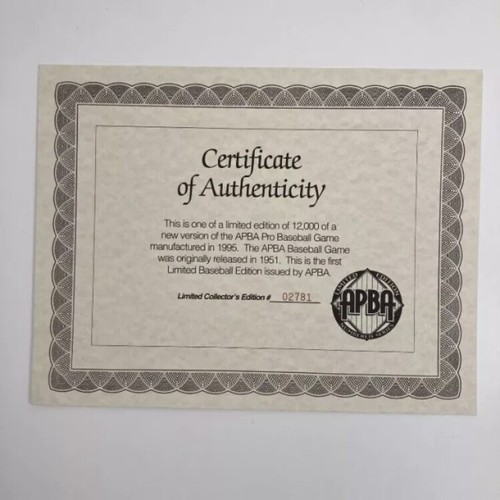 Certificate
of Authenticity
This is one of a limited edition of 12,000 of a
new version of the APBA Pro Baseball Game
manufactured in 1995. The APBA Baseball Game
was originally released in 1951. This is the first
Limited Baseball Edition issued by APBA.
Limited Collector's Edition # 02781
LIMITED EDITION
APBA